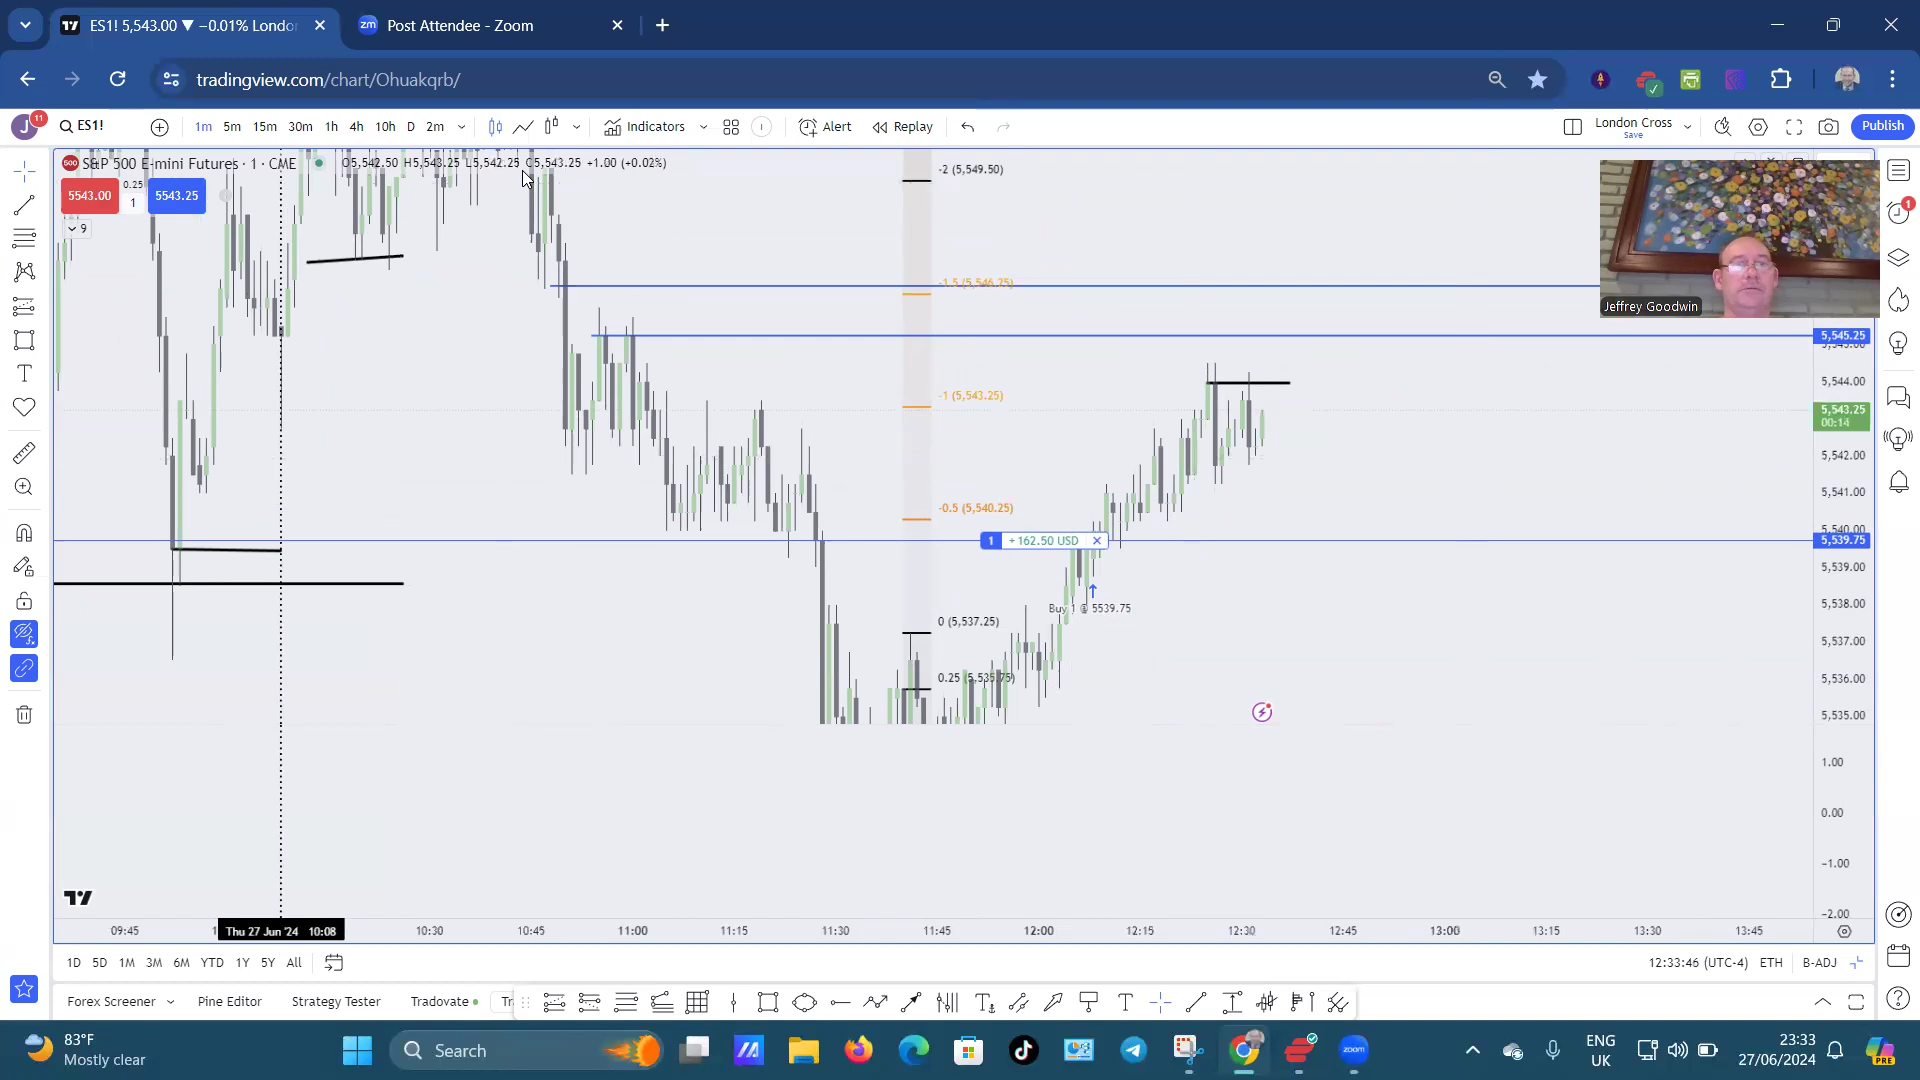 ES1! 5,543.00 ▼ −0.01% Londo
zm Post Attendee - Zoom
tradingview.com/chart/Ohuakqrb/
J 11 ES1! 1m 5m 15m 30m 1h 4h 10h D 2m Indicators Alert Replay London Cross Save Publish
S&P 500 E-mini Futures · 1 · CME O5,542.50 H5,543.25 L5,542.25 C5,543.25 +1.00 (+0.02%)
5543.00 0.25 1 5543.25
9
-2 (5,549.50)
-1.5 (5,546.25)
Jeffrey Goodwin
5,545.25
5,544.00
-1 (5,543.25)
5,543.25
00:14
5,542.00
5,541.00
-0.5 (5,540.25)
5,540.00
1 +162.50 USD ×
5,539.75
5,539.00
Buy 1 @ 5539.75
5,538.00
0 (5,537.25)
5,537.00
0.25 (5,535.75)
5,536.00
5,535.00
1.00
0.00
−1.00
−2.00
09:45 Thu 27 Jun '24 10:08 10:30 10:45 11:00 11:15 11:30 11:45 12:00 12:15 12:30 12:45 13:00 13:15 13:30 13:45
1D 5D 1M 3M 6M YTD 1Y 5Y All 12:33:46 (UTC-4) ETH B-ADJ
Forex Screener Pine Editor Strategy Tester Tradovate Tr
83°F
Mostly clear
Search
zoom
ENG
UK
23:33
27/06/2024
PRE